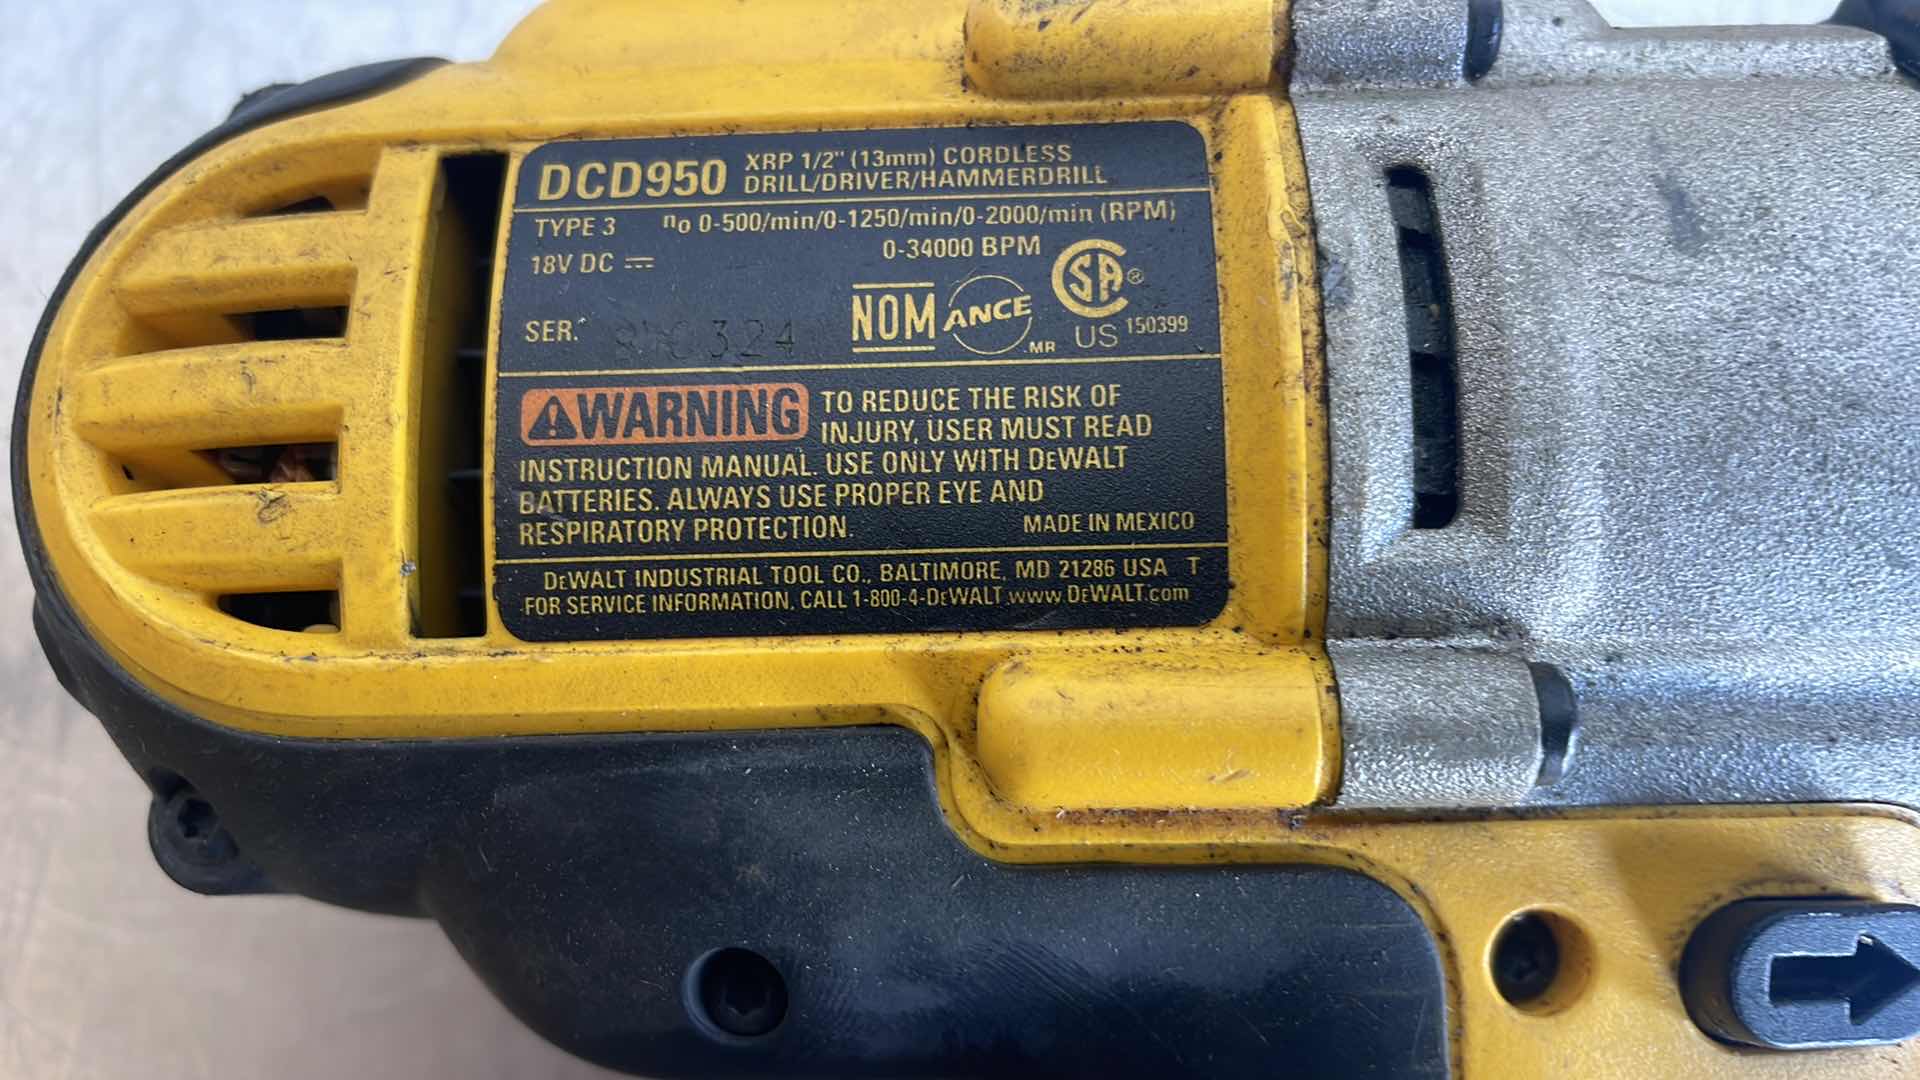 DCD950 XRP 1/2" (13mm) CORDLESS
DRILL/DRIVER/HAMMERDRILL
TYPE 3 no 0-500/min/0-1250/min/0-2000/min (RPM)
18V DC 0-34000 BPM
SER. NOM ANCE .MR CSA® US 150399
⚠WARNING TO REDUCE THE RISK OF
INJURY, USER MUST READ
INSTRUCTION MANUAL. USE ONLY WITH DEWALT
BATTERIES. ALWAYS USE PROPER EYE AND
RESPIRATORY PROTECTION. MADE IN MEXICO
DEWALT INDUSTRIAL TOOL CO., BALTIMORE, MD 21286 USA T
FOR SERVICE INFORMATION, CALL 1-800-4-DEWALT www.DEWALT.com